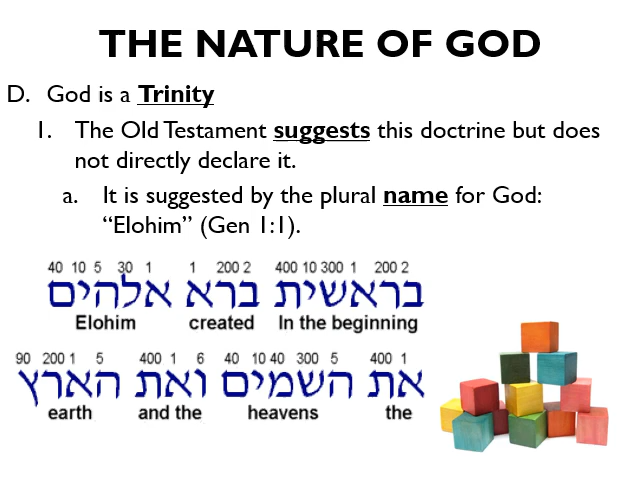 THE NATURE OF GOD
D. God is a Trinity
1. The Old Testament suggests this doctrine but does
not directly declare it.
a. It is suggested by the plural name for God:
“Elohim” (Gen 1:1).
40 10 5 30 1 1 200 2 400 10 300 1 200 2
בראשית ברא אלהים
Elohim created In the beginning
90 200 1 5 400 1 6 40 10 40 300 5 400 1
את השמים ואת הארץ
earth and the heavens the